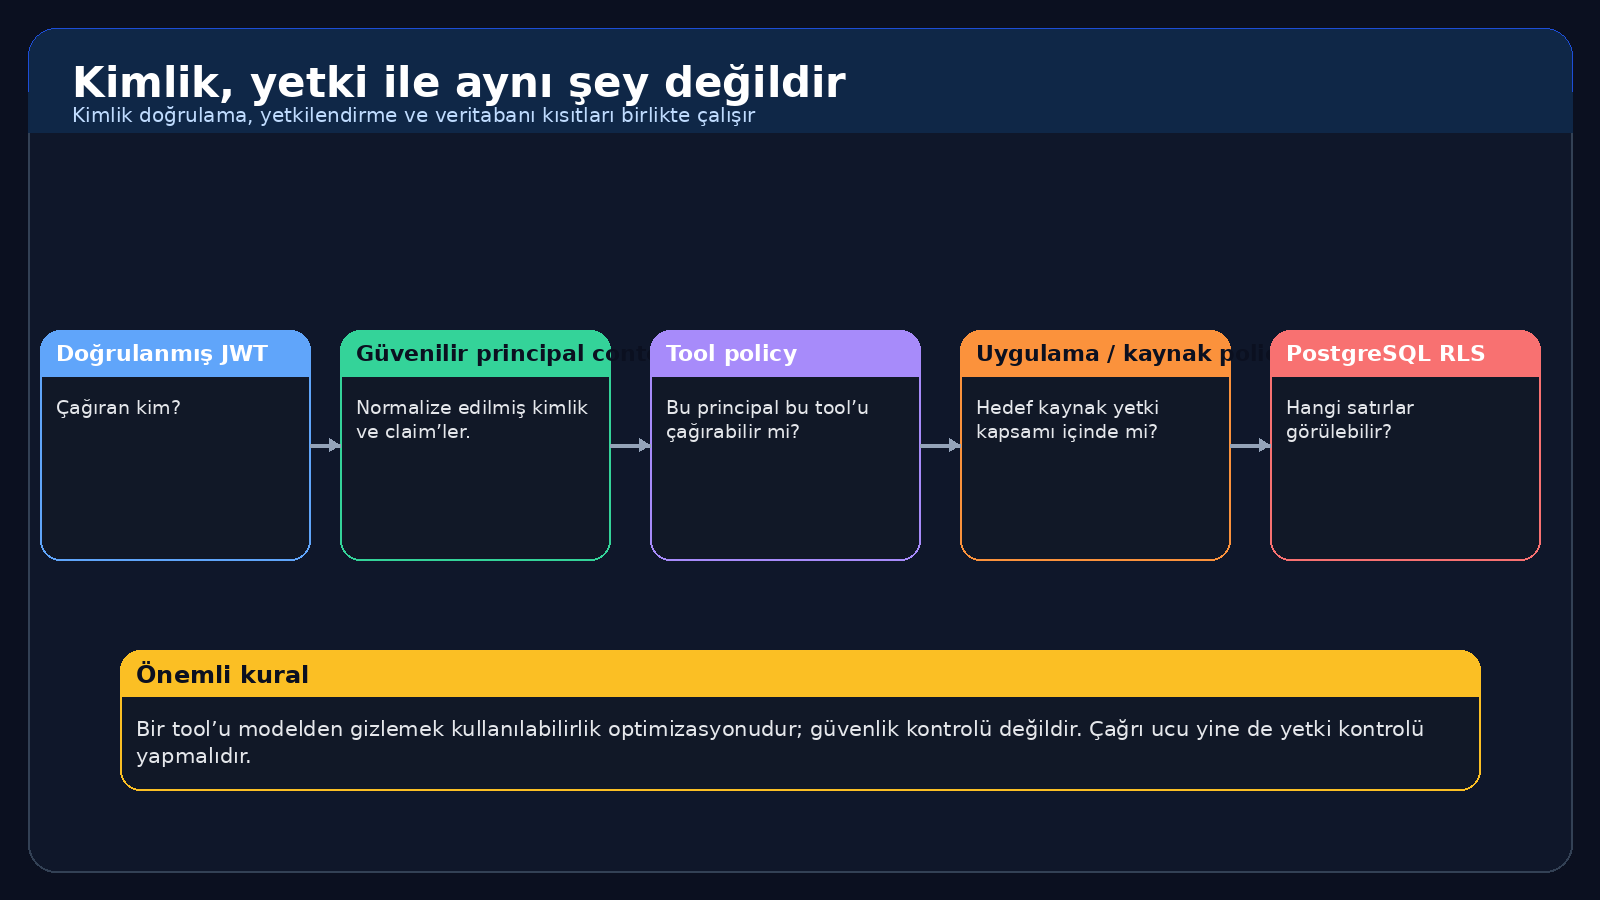 Kimlik, yetki ile aynı şey değildir
Kimlik doğrulama, yetkilendirme ve veritabanı kısıtları birlikte çalışır
Doğrulanmış JWT
Çağıran kim?
Güvenilir principal
Normalize edilmiş kimlik
ve claim’ler.
Tool policy
Bu principal bu tool’u
çağırabilir mi?
Uygulama / kaynak
Hedef kaynak yetki
kapsamı içinde mi?
PostgreSQL RLS
Hangi satırlar
görülebilir?
Önemli kural
Bir tool’u modelden gizlemek kullanılabilirlik optimizasyonudur; güvenlik kontrolü değildir. Çağrı ucu yine de yetki kontrolü
yapmalıdır.